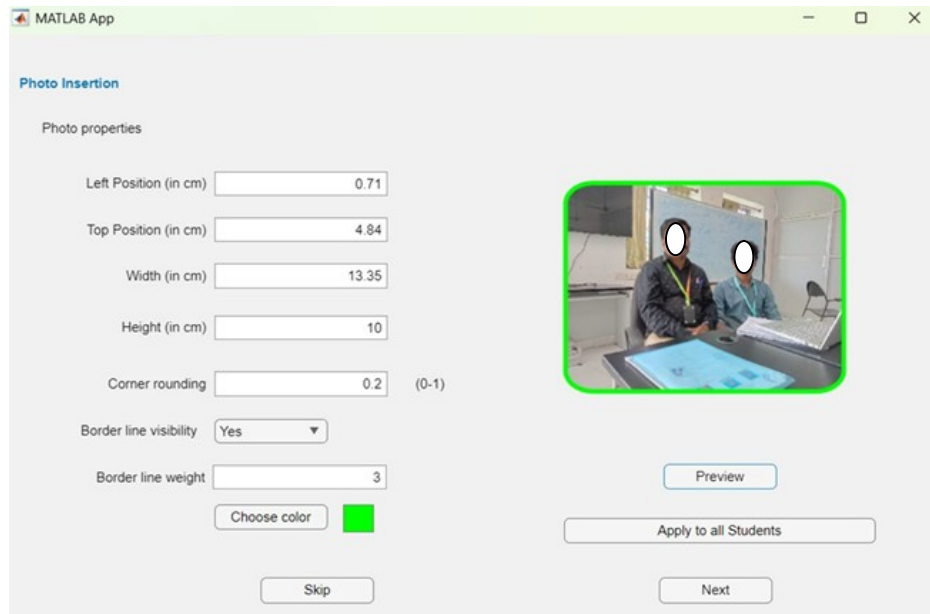 MATLAB App
Photo Insertion
Photo properties
Left Position (in cm) 0.71
Top Position (in cm) 4.84
Width (in cm) 13.35
Height (in cm) 10
Corner rounding 0.2 (0-1)
Border line visibility Yes
Border line weight 3
Preview
Choose color
Apply to all Students
Skip Next